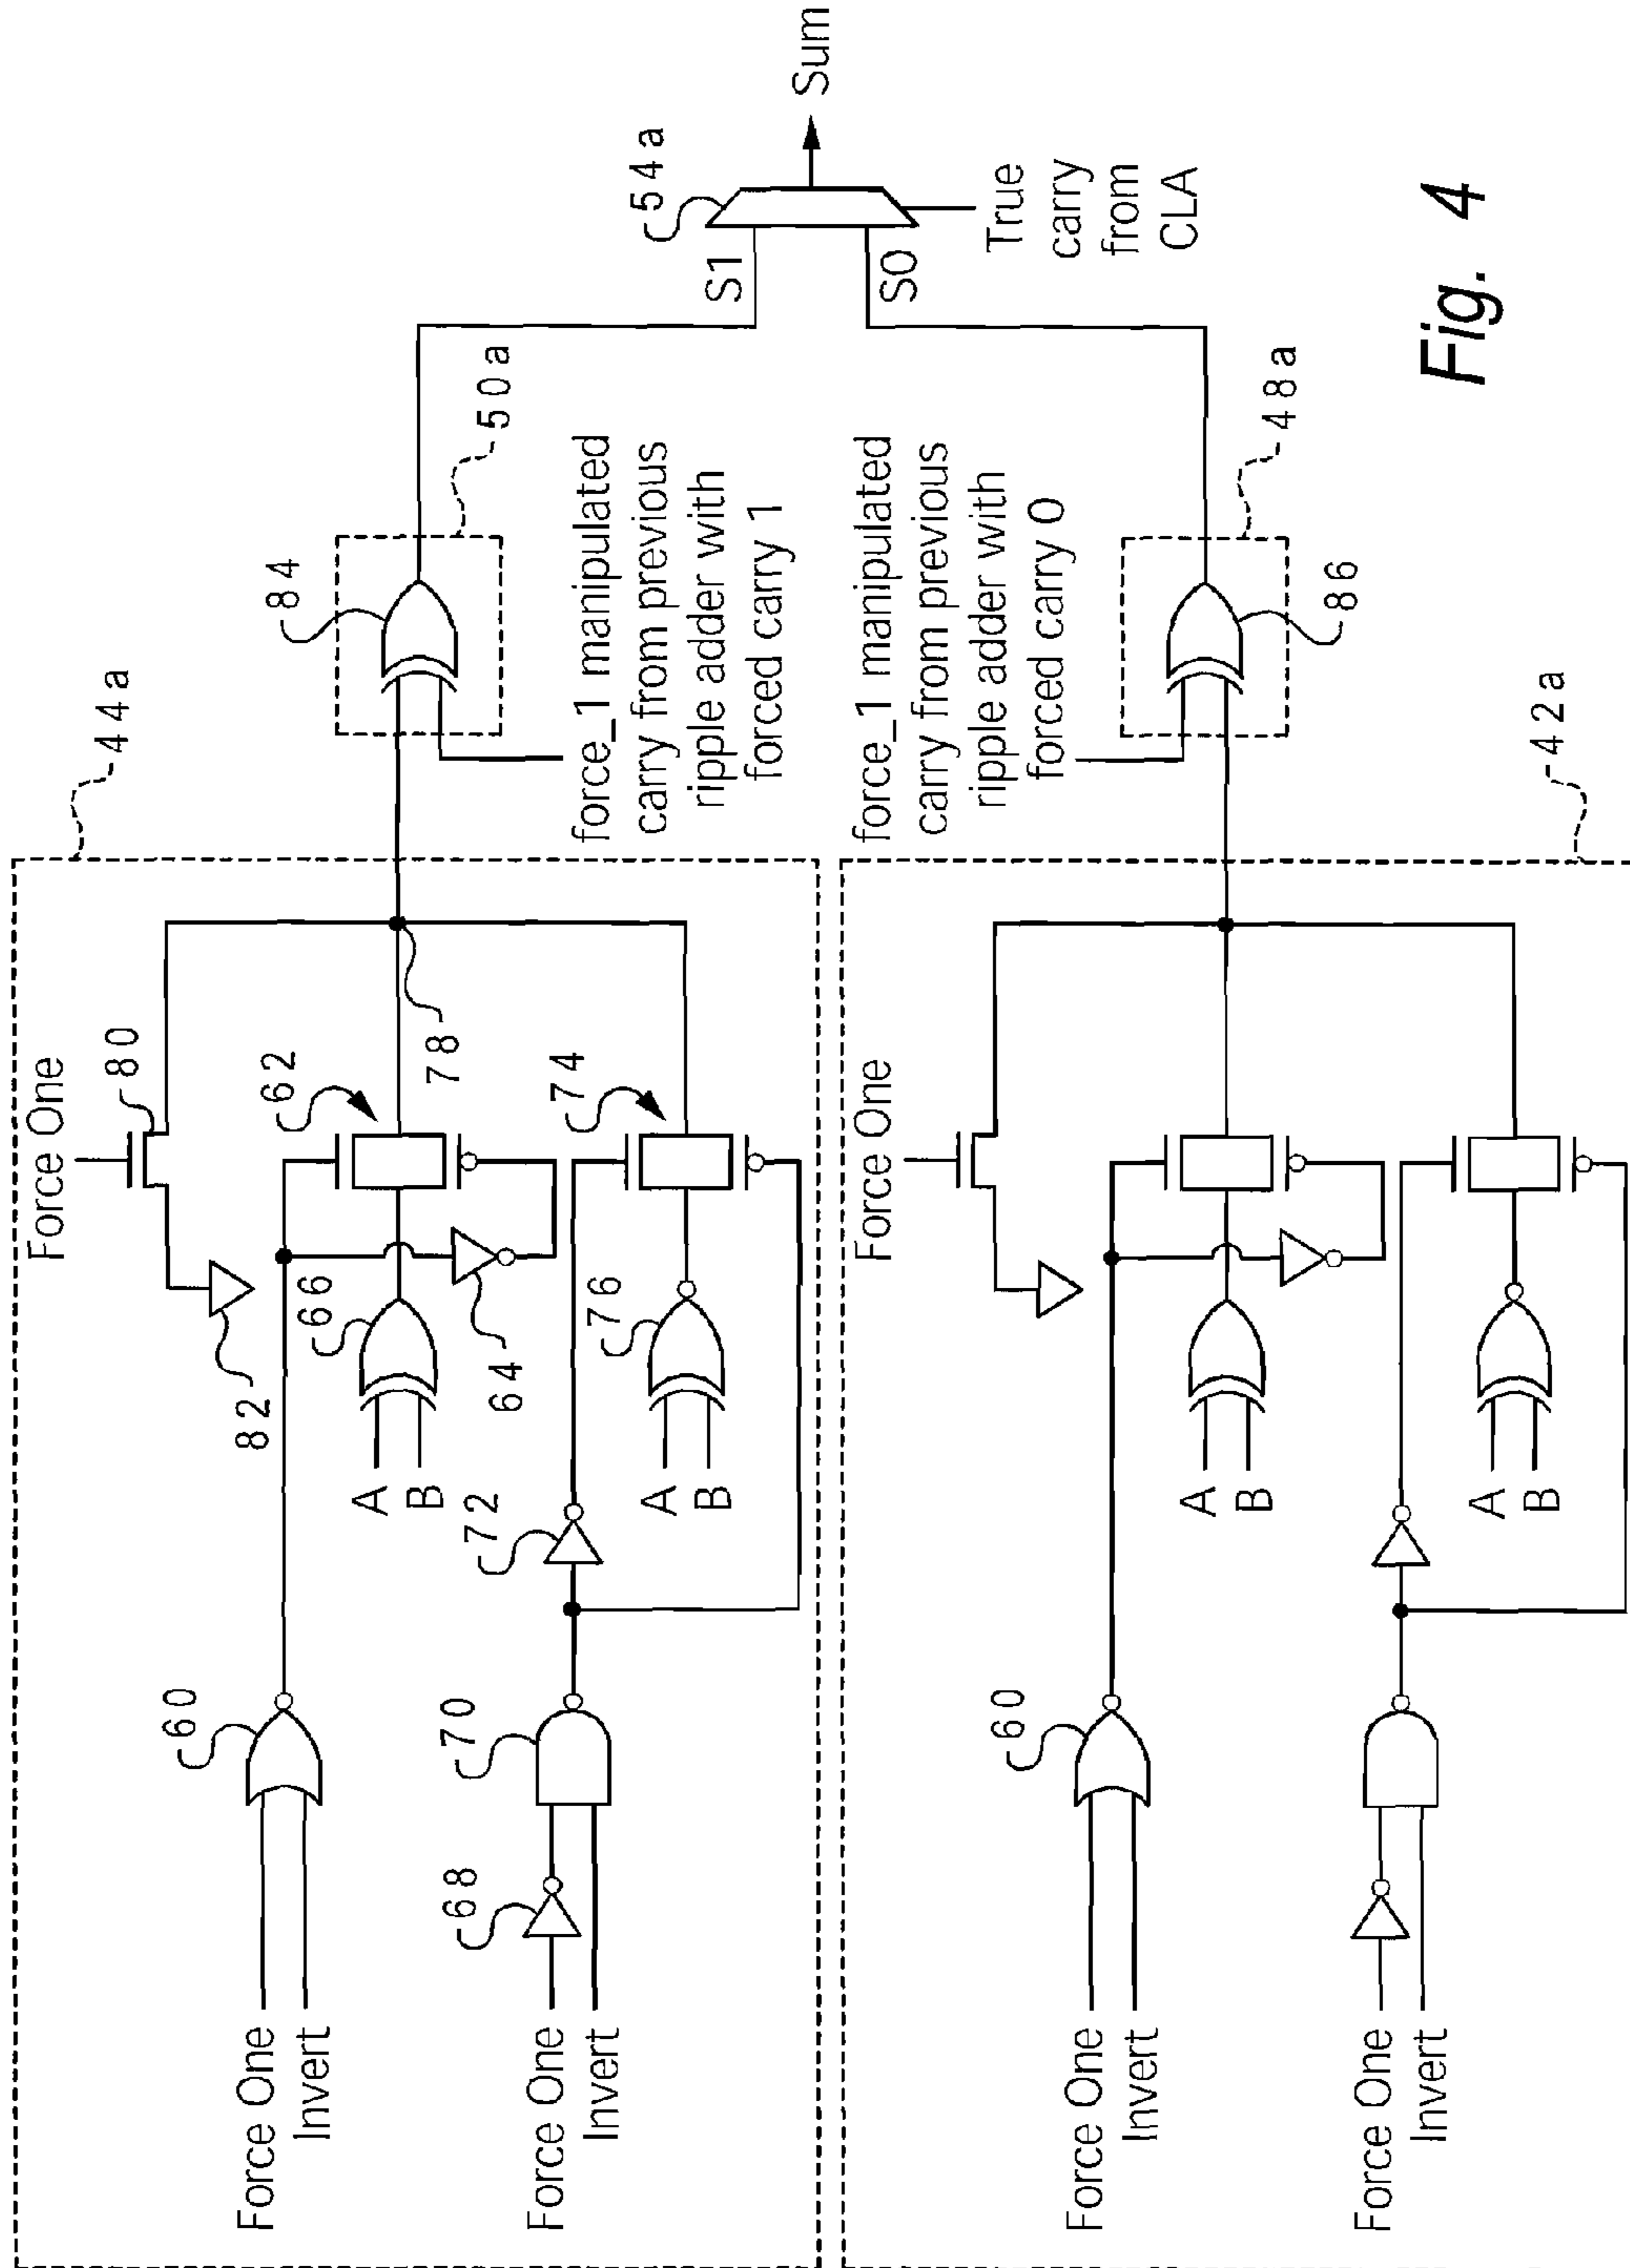 44a
Force One
80
82
62
66
64
78
60
Force One
Invert
A
B
72
74
76
A
B
68
70
Force One
Invert
84
50a
force_1 manipulated
carry from previous
ripple adder with
forced carry 1
S1
54a
Sum
S0
True
carry
from
CLA
force_1 manipulated
carry from previous
ripple adder with
forced carry 0
48a
86
42a
Force One
60
Force One
Invert
A
B
A
B
Force One
Invert
Fig. 4